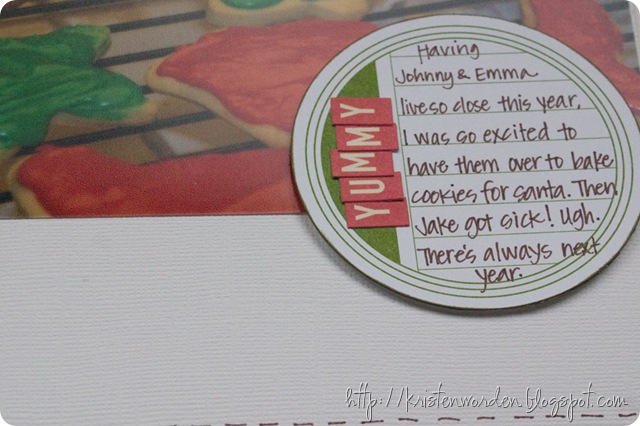 Having
Johnny & Emma
live so close this year,
I was so excited to
have them over to bake
cookies for santa. Then
Jake got sick! Ugh.
There's always next
year.
YUMMY
http://kristenworden.blogspot.com